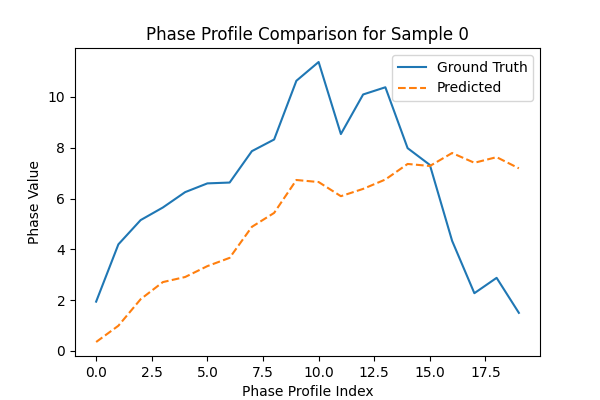 Phase Profile Comparison for Sample 0
Ground Truth
Predicted
Phase Value
10
8
6
4
2
0
0.0 2.5 5.0 7.5 10.0 12.5 15.0 17.5
Phase Profile Index